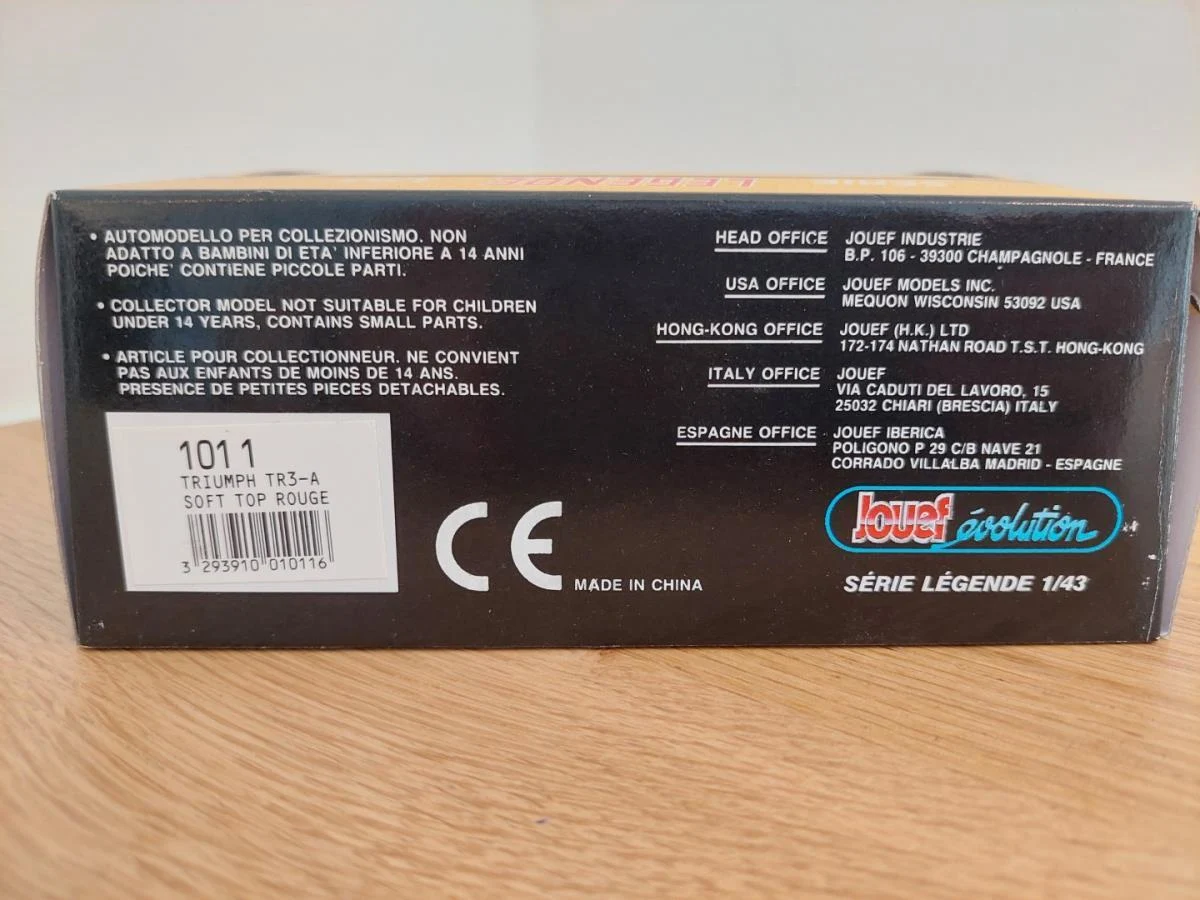 SERIE LEGENDE
• AUTOMODELLO PER COLLEZIONISMO. NON
ADATTO A BAMBINI DI ETA' INFERIORE A 14 ANNI
POICHE' CONTIENE PICCOLE PARTI.
• COLLECTOR MODEL NOT SUITABLE FOR CHILDREN
UNDER 14 YEARS, CONTAINS SMALL PARTS.
• ARTICLE POUR COLLECTIONNEUR. NE CONVIENT
PAS AUX ENFANTS DE MOINS DE 14 ANS.
PRESENCE DE PETITES PIECES DETACHABLES.
1011
TRIUMPH TR3-A
SOFT TOP ROUGE
3 293910 010116
CE
MADE IN CHINA
HEAD OFFICE JOUEF INDUSTRIE
B.P. 106 - 39300 CHAMPAGNOLE - FRANCE
USA OFFICE JOUEF MODELS INC.
MEQUON WISCONSIN 53092 USA
HONG-KONG OFFICE JOUEF (H.K.) LTD
172-174 NATHAN ROAD T.S.T. HONG-KONG
ITALY OFFICE JOUEF
VIA CADUTI DEL LAVORO, 15
25032 CHIARI (BRESCIA) ITALY
ESPAGNE OFFICE JOUEF IBERICA
POLIGONO P 29 C/B NAVE 21
CORRADO VILLALBA MADRID - ESPAGNE
Jouef évolution
SÉRIE LÉGENDE 1/43